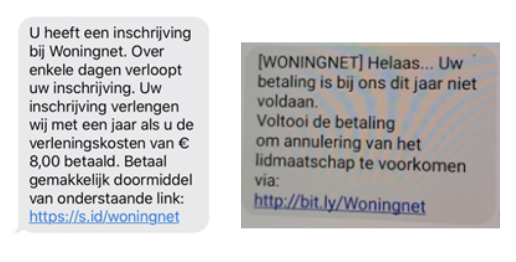 U heeft een inschrijving
bij Woningnet. Over
enkele dagen verloopt
uw inschrijving. Uw
inschrijving verlengen
wij met een jaar als u de
verleningskosten van €
8,00 betaald. Betaal
gemakkelijk doormiddel
van onderstaande link:
https://s.id/woningnet
[WONINGNET] Helaas... Uw
betaling is bij ons dit jaar niet
voldaan.
Voltooi de betaling
om annulering van het
lidmaatschap te voorkomen
via:
http://bit.ly/Woningnet